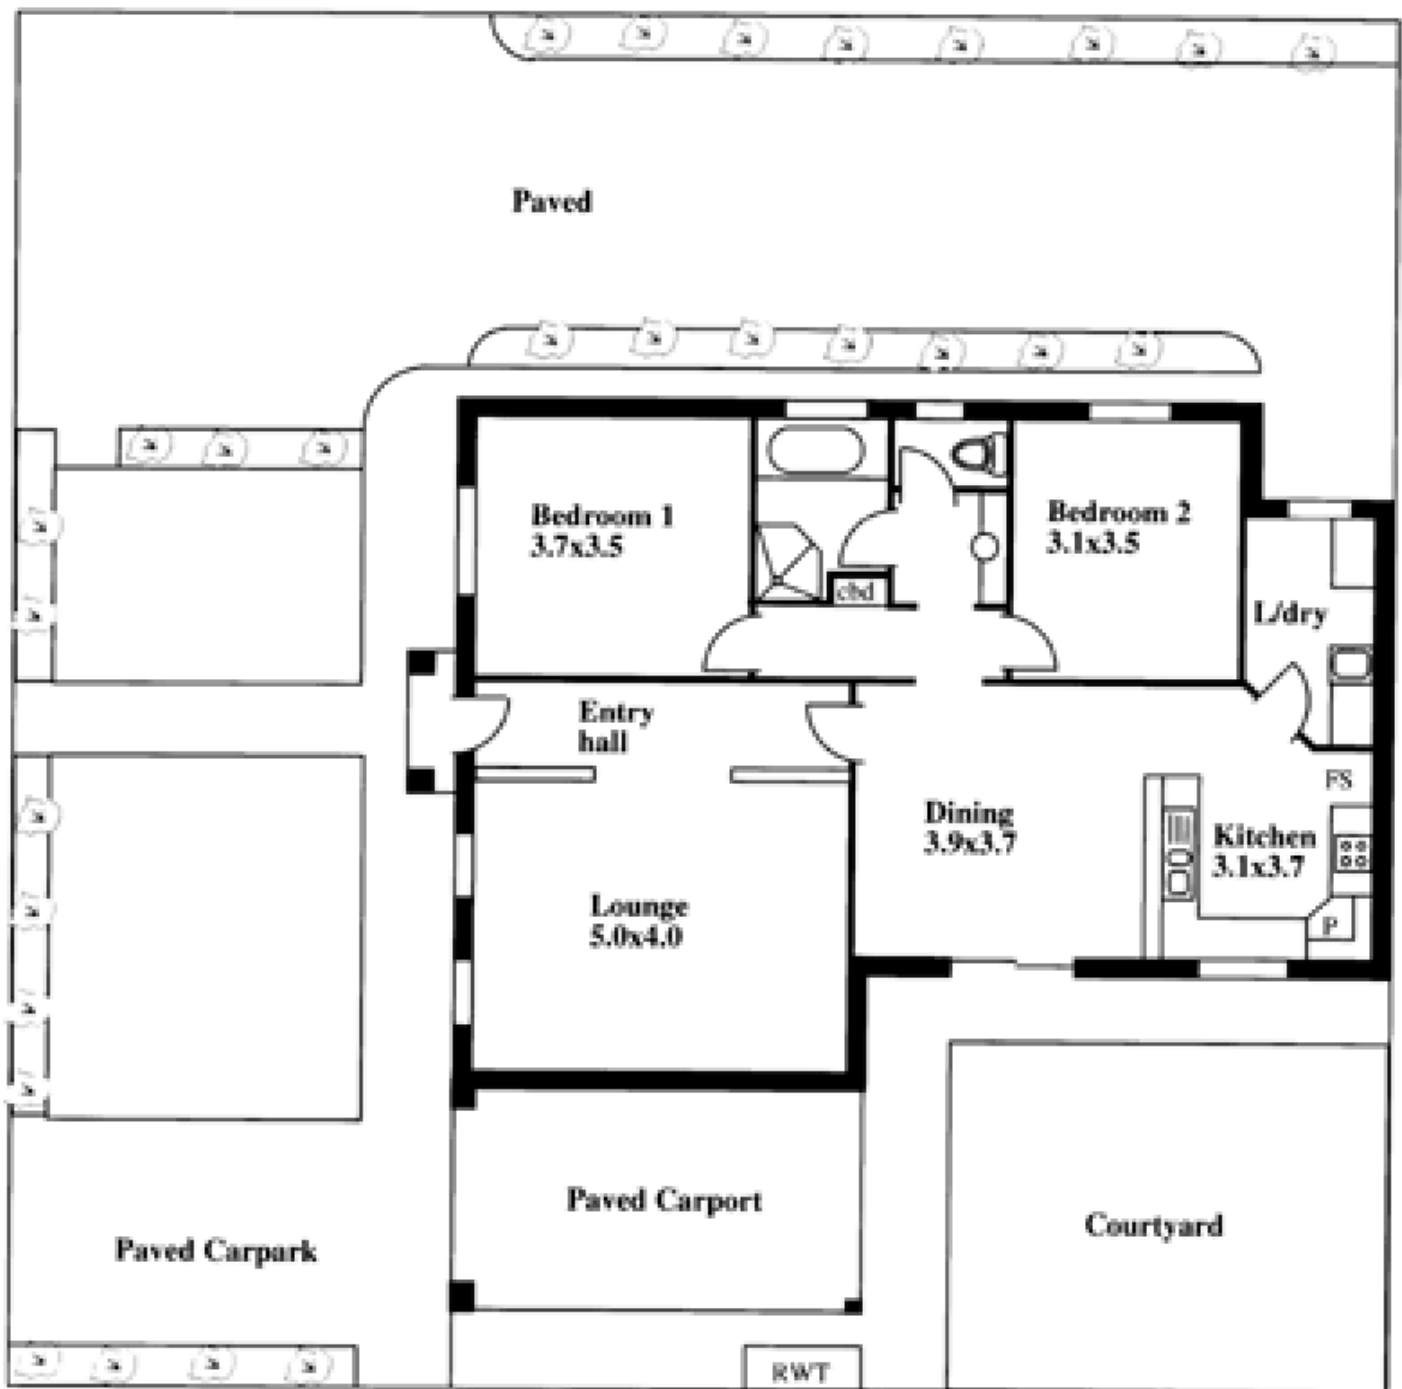 Paved
Bedroom 1
3.7x3.5
Bedroom 2
3.1x3.5
cbd
L/dry
Entry
hall
FS
Dining
3.9x3.7
Kitchen
3.1x3.7
Lounge
5.0x4.0
P
Paved Carport
Courtyard
Paved Carpark
RWT